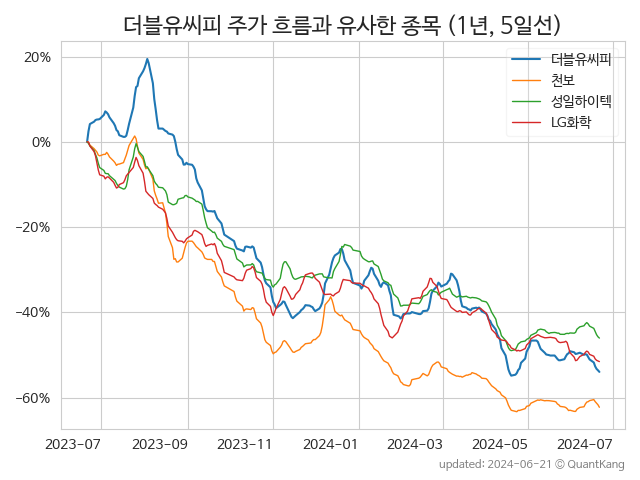 더블유씨피 주가 흐름과 유사한 종목 (1년, 5일선)
더블유씨피
천보
성일하이텍
LG화학
20%
0%
−20%
−40%
−60%
2023-07
2023-09
2023-11
2024-01
2024-03
2024-05
2024-07
updated: 2024-06-21 © QuantKang